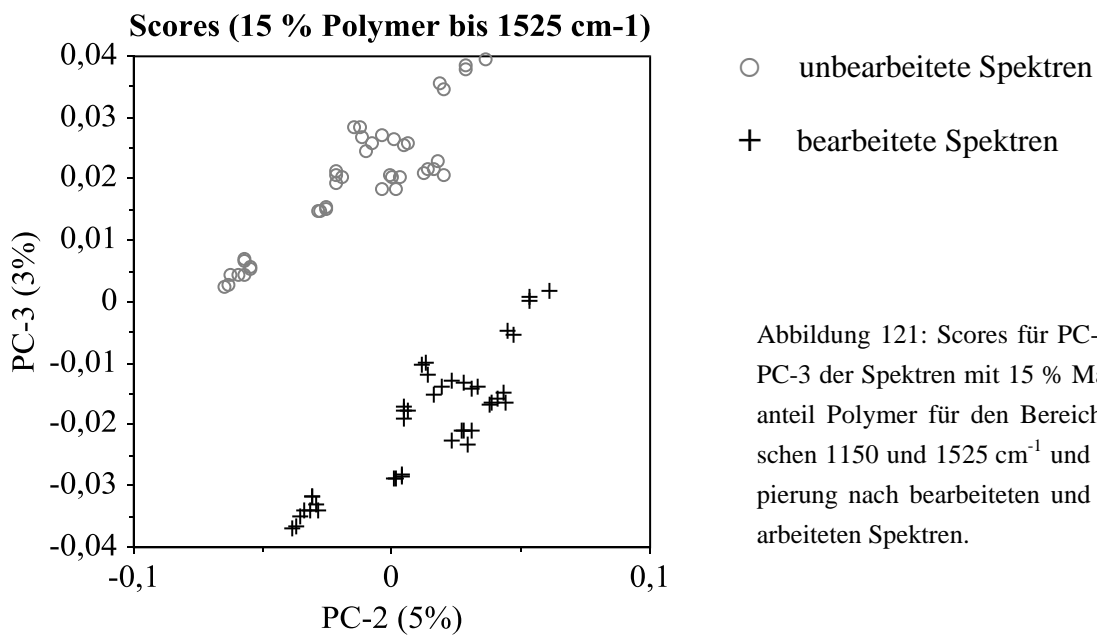 Scores (15 % Polymer bis 1525 cm-1)
0,04
0,03
0,02
0,01
0
-0,01
-0,02
-0,03
-0,04
PC-3 (3%)
-0,1
0
0,1
PC-2 (5%)
unbearbeitete Spektren
bearbeitete Spektren
Abbildung 121: Scores für PC-
PC-3 der Spektren mit 15 % Ma
anteil Polymer für den Bereich
schen 1150 und 1525 cm⁻¹ und
pierung nach bearbeiteten und
arbeiteten Spektren.